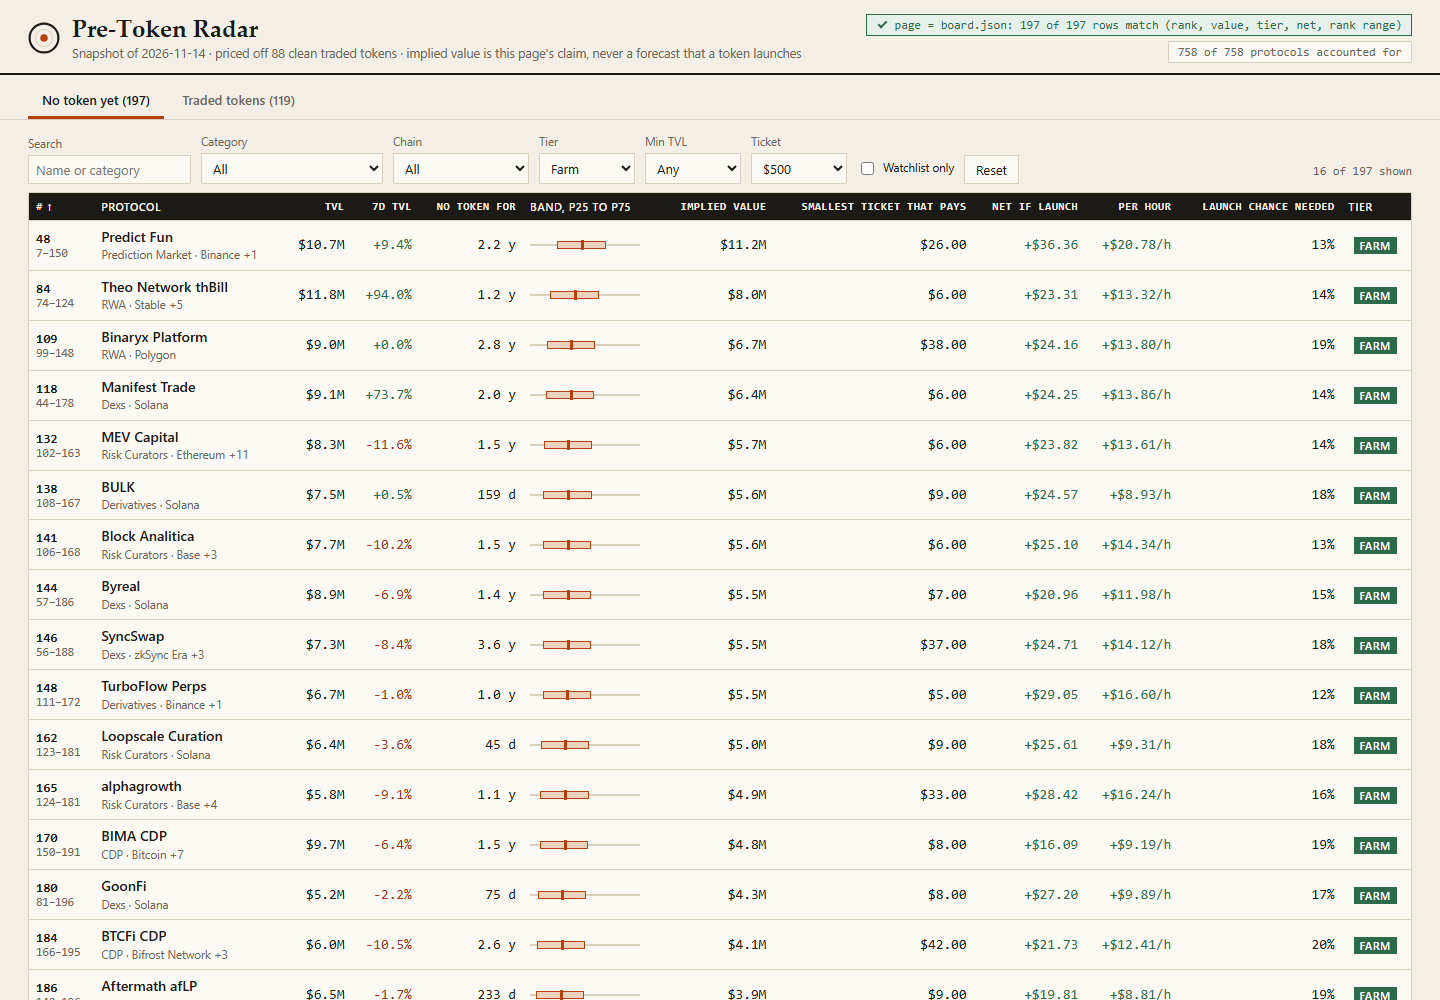 Pre-Token Radar
Snapshot of 2026-11-14 · priced off 88 clean traded tokens · implied value is this page's claim, never a forecast that a token launches
✓ page = board.json: 197 of 197 rows match (rank, value, tier, net, rank range)
758 of 758 protocols accounted for
No token yet (197) Traded tokens (119)
Search Category Chain Tier Min TVL Ticket
Name or category All All Farm Any $500 Watchlist only Reset 16 of 197 shown
# ↑ PROTOCOL TVL 7D TVL NO TOKEN FOR BAND, P25 TO P75 IMPLIED VALUE SMALLEST TICKET THAT PAYS NET IF LAUNCH PER HOUR LAUNCH CHANCE NEEDED TIER
48 Predict Fun $10.7M +9.4% 2.2 y $11.2M $26.00 +$36.36 +$20.78/h 13% FARM
7–150 Prediction Market · Binance +1
84 Theo Network thBill $11.8M +94.0% 1.2 y $8.0M $6.00 +$23.31 +$13.32/h 14% FARM
74–124 RWA · Stable +5
109 Binaryx Platform $9.0M +0.0% 2.8 y $6.7M $38.00 +$24.16 +$13.80/h 19% FARM
99–148 RWA · Polygon
118 Manifest Trade $9.1M +73.7% 2.0 y $6.4M $6.00 +$24.25 +$13.86/h 14% FARM
44–178 Dexs · Solana
132 MEV Capital $8.3M -11.6% 1.5 y $5.7M $6.00 +$23.82 +$13.61/h 14% FARM
102–163 Risk Curators · Ethereum +11
138 BULK $7.5M +0.5% 159 d $5.6M $9.00 +$24.57 +$8.93/h 18% FARM
108–167 Derivatives · Solana
141 Block Analitica $7.7M -10.2% 1.5 y $5.6M $6.00 +$25.10 +$14.34/h 13% FARM
106–168 Risk Curators · Base +3
144 Byreal $8.9M -6.9% 1.4 y $5.5M $7.00 +$20.96 +$11.98/h 15% FARM
57–186 Dexs · Solana
146 SyncSwap $7.3M -8.4% 3.6 y $5.5M $37.00 +$24.71 +$14.12/h 18% FARM
56–188 Dexs · zkSync Era +3
148 TurboFlow Perps $6.7M -1.0% 1.0 y $5.5M $5.00 +$29.05 +$16.60/h 12% FARM
111–172 Derivatives · Binance +1
162 Loopscale Curation $6.4M -3.6% 45 d $5.0M $9.00 +$25.61 +$9.31/h 18% FARM
123–181 Risk Curators · Solana
165 alphagrowth $5.8M -9.1% 1.1 y $4.9M $33.00 +$28.42 +$16.24/h 16% FARM
124–181 Risk Curators · Base +4
170 BIMA CDP $9.7M -6.4% 1.5 y $4.8M $8.00 +$16.09 +$9.19/h 19% FARM
150–191 CDP · Bitcoin +7
180 GoonFi $5.2M -2.2% 75 d $4.3M $8.00 +$27.20 +$9.89/h 17% FARM
81–196 Dexs · Solana
184 BTCFi CDP $6.0M -10.5% 2.6 y $4.1M $42.00 +$21.73 +$12.41/h 20% FARM
166–195 CDP · Bifrost Network +3
186 Aftermath afLP $6.5M -1.7% 233 d $3.9M $9.00 +$19.81 +$8.81/h 19% FARM